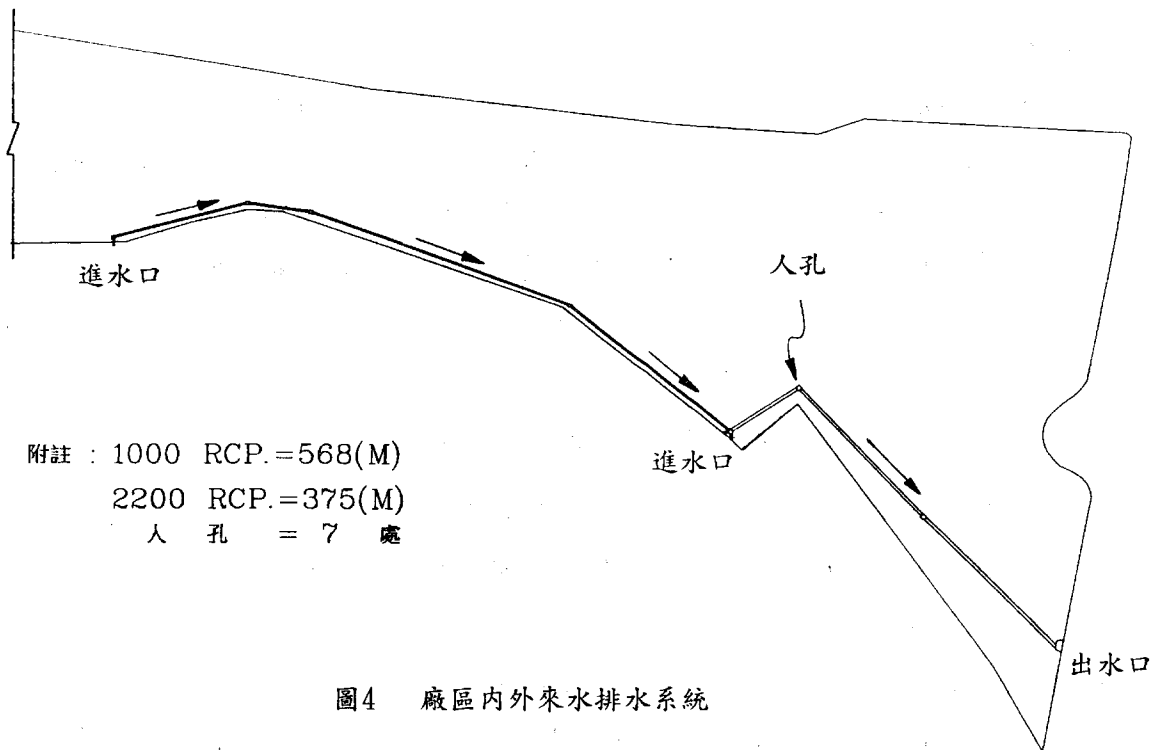 進水口
人孔
進水口
附註 : 1000 RCP.=568(M)
2200 RCP.=375(M)
人 孔 = 7 處
出水口
圖4 廠區内外來水排水系統